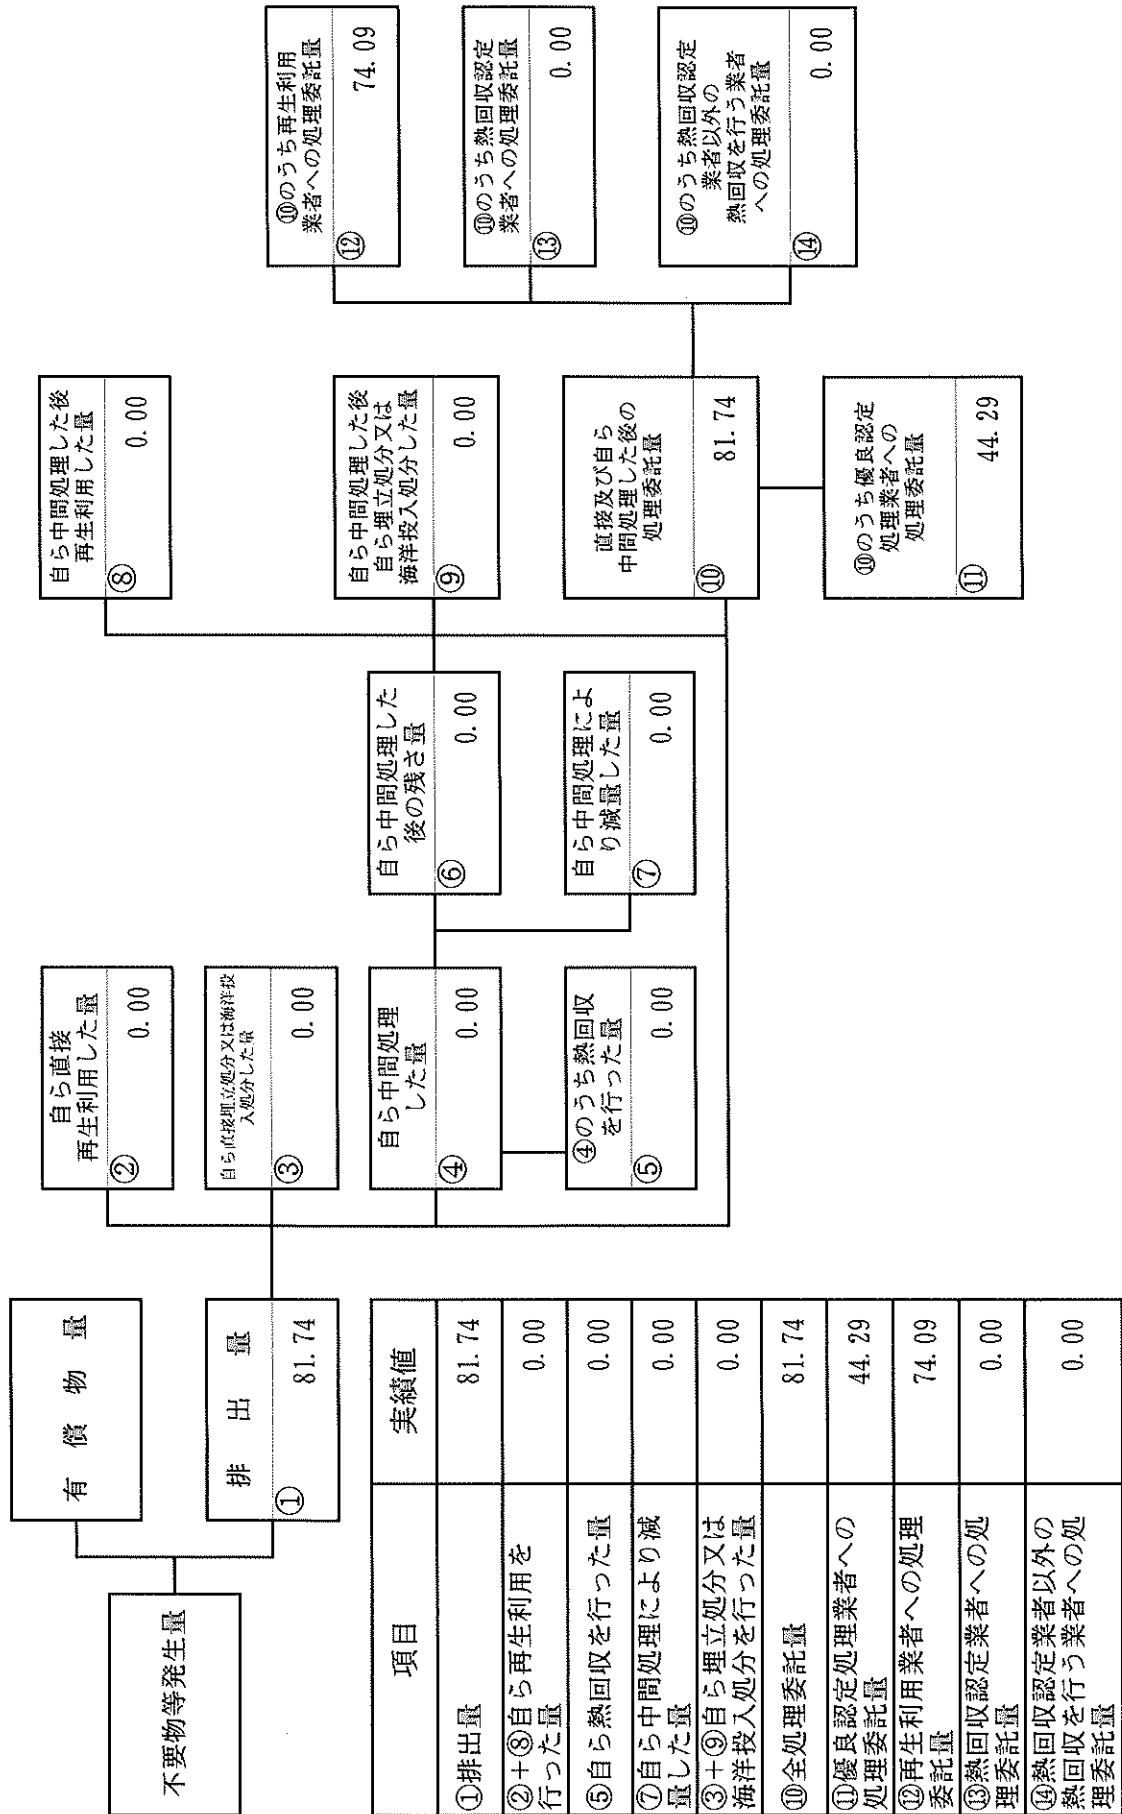 不要物等発生量
有償物量
排出量
①
81.74
自ら直接
再生利用した量
②
0.00
自ら直接埋立処分又は海洋投
入処分した量
③
0.00
自ら中間処理
した量
④
0.00
④のうち熱回収
を行った量
⑤
0.00
自ら中間処理した
後の残さ量
⑥
0.00
自ら中間処理によ
り減量した量
⑦
0.00
自ら中間処理した後
再生利用した量
⑧
0.00
自ら中間処理した後
自ら埋立処分又は
海洋投入処分した量
⑨
0.00
直接及び自ら
中間処理した後の
処理委託量
⑩
81.74
⑩のうち優良認定
処理業者への
処理委託量
⑪
44.29
⑩のうち再生利用
業者への処理委託量
⑫
74.09
⑩のうち熱回収認定
業者への処理委託量
⑬
0.00
⑩のうち熱回収認定
業者以外の
熱回収を行う業者
への処理委託量
⑭
0.00
項目 実績値
①排出量 81.74
②+⑧自ら再生利用を
行った量 0.00
⑤自ら熱回収を行った量 0.00
⑦自ら中間処理により減
量した量 0.00
③+⑨自ら埋立処分又は
海洋投入処分を行った量 0.00
⑩全処理委託量 81.74
⑪優良認定処理業者への
処理委託量 44.29
⑫再生利用業者への処理
委託量 74.09
⑬熱回収認定業者への処
理委託量 0.00
⑭熱回収認定業者以外の
熱回収を行う業者への処
理委託量 0.00